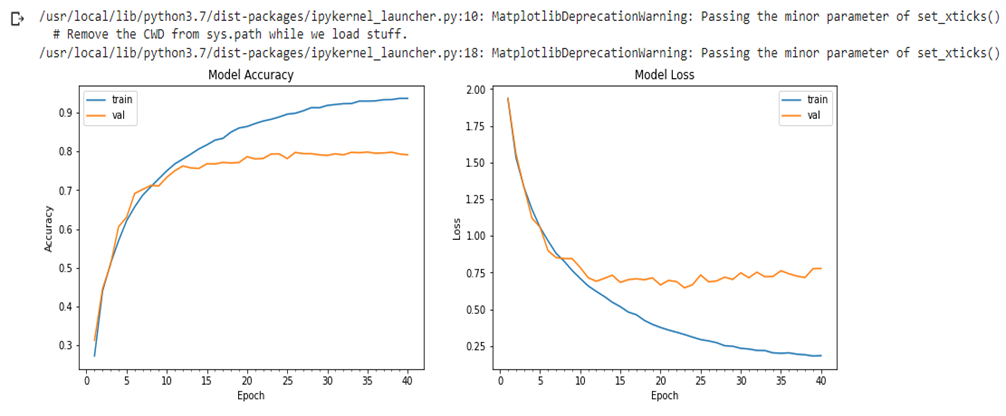 /usr/local/lib/python3.7/dist-packages/ipykernel_launcher.py:10: MatplotlibDeprecationWarning: Passing the minor parameter of set_xticks()
# Remove the CWD from sys.path while we load stuff.
/usr/local/lib/python3.7/dist-packages/ipykernel_launcher.py:18: MatplotlibDeprecationWarning: Passing the minor parameter of set_xticks()
Model Accuracy
train
val
0.9
0.8
0.7
0.6
0.5
0.4
0.3
Accuracy
0 5 10 15 20 25 30 35 40
Epoch
Model Loss
train
val
2.00
1.75
1.50
1.25
1.00
0.75
0.50
0.25
Loss
0 5 10 15 20 25 30 35 40
Epoch